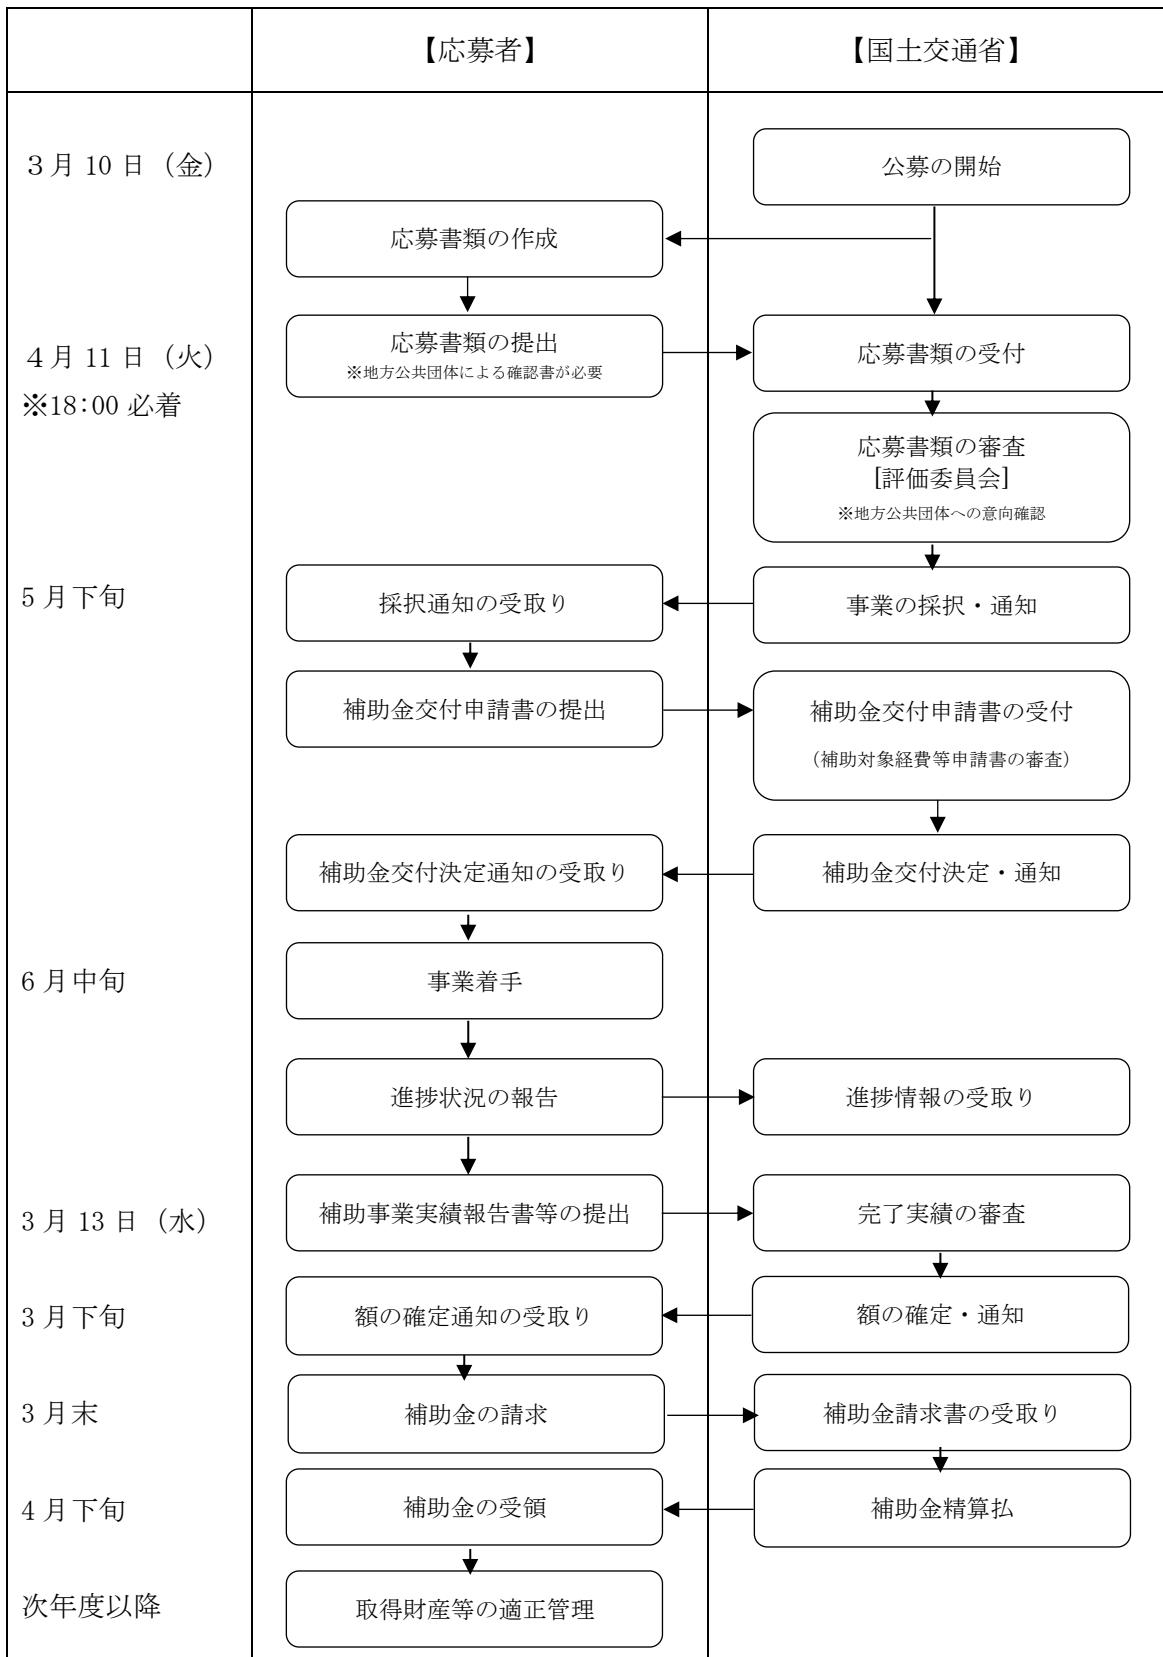 【応募者】
【国土交通省】
３月 10 日（金）
公募の開始
応募書類の作成
４月 11 日（火）
※18:00 必着
応募書類の提出
※地方公共団体による確認書が必要
応募書類の受付
応募書類の審査
[評価委員会]
※地方公共団体への意向確認
5 月下旬
採択通知の受取り
事業の採択・通知
補助金交付申請書の提出
補助金交付申請書の受付
（補助対象経費等申請書の審査）
補助金交付決定通知の受取り
補助金交付決定・通知
6 月中旬
事業着手
進捗状況の報告
進捗情報の受取り
3 月 13 日（水）
補助事業実績報告書等の提出
完了実績の審査
3 月下旬
額の確定通知の受取り
額の確定・通知
3 月末
補助金の請求
補助金請求書の受取り
4 月下旬
補助金の受領
補助金精算払
次年度以降
取得財産等の適正管理